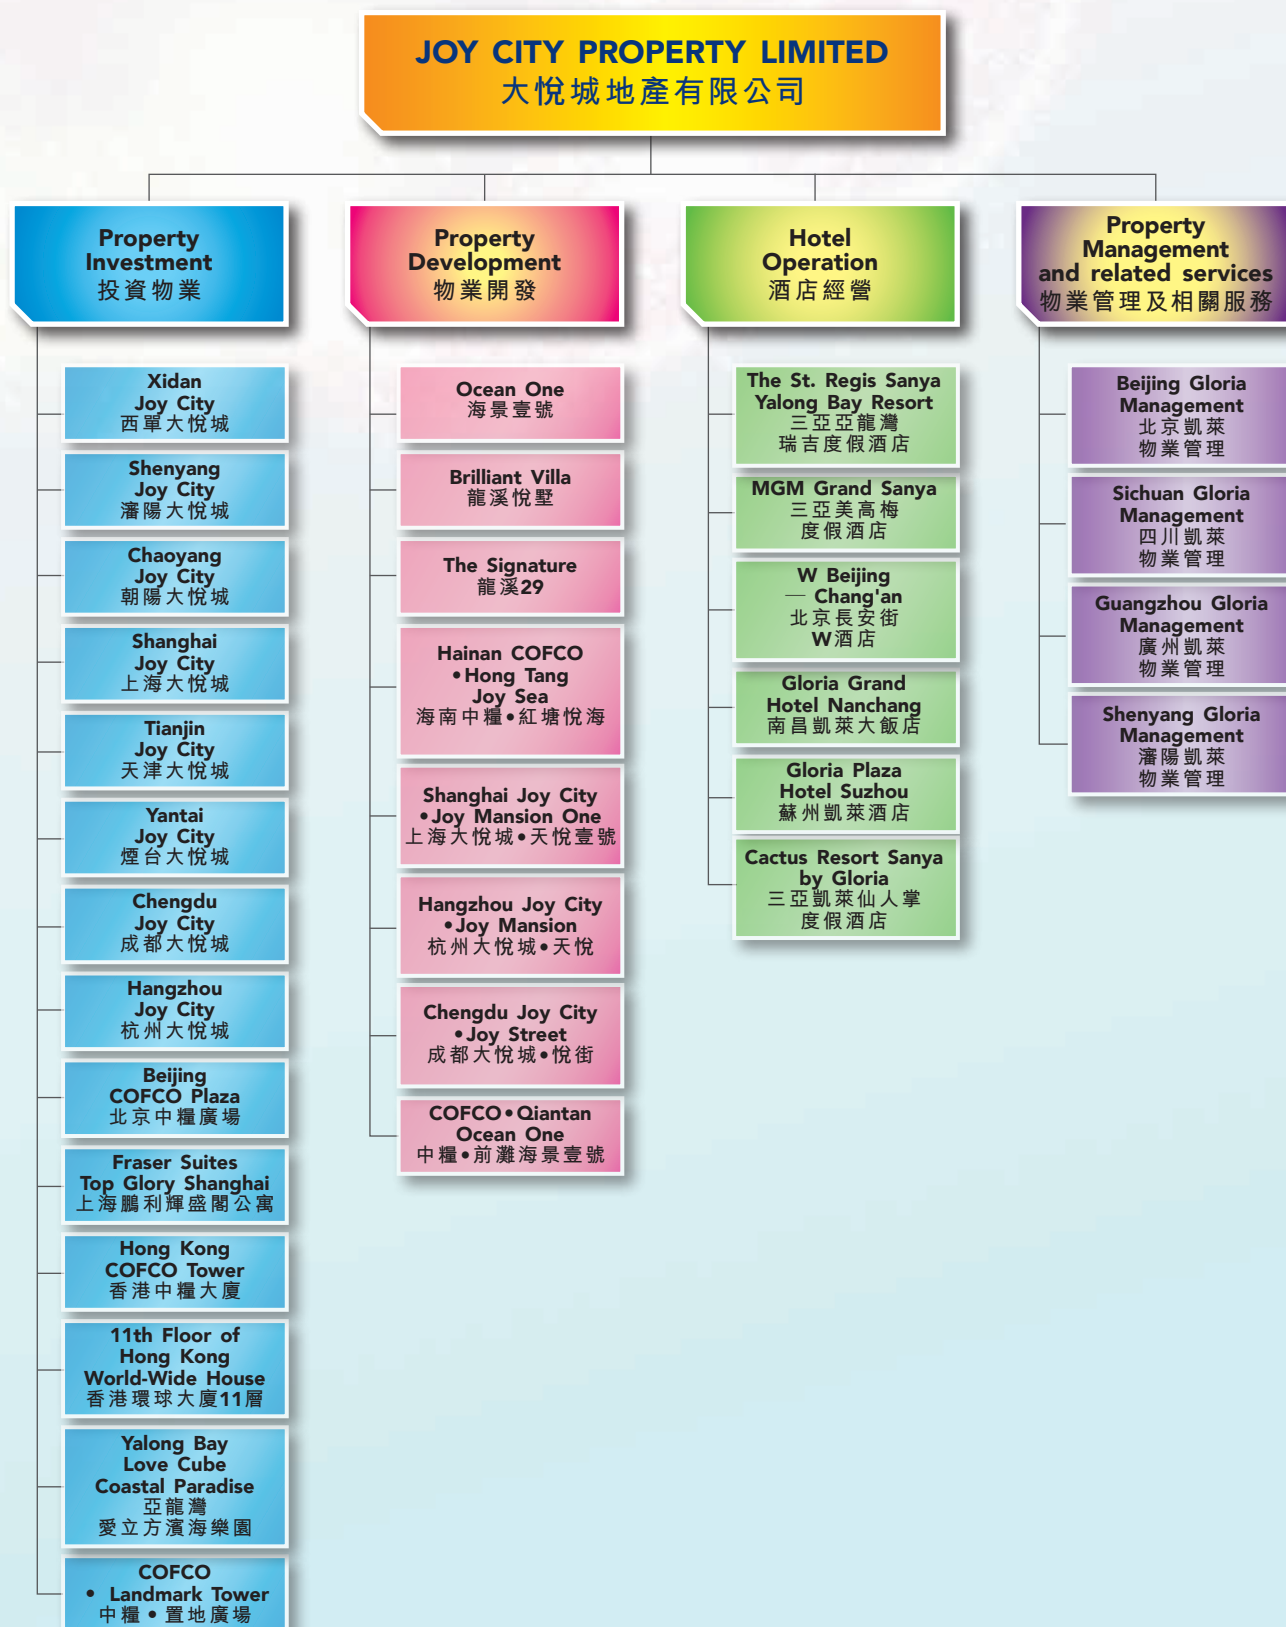 JOY CITY PROPERTY LIMITED
大悅城地產有限公司
Property
Investment
投資物業
Xidan
Joy City
西單大悅城
Shenyang
Joy City
瀋陽大悅城
Chaoyang
Joy City
朝陽大悅城
Shanghai
Joy City
上海大悅城
Tianjin
Joy City
天津大悅城
Yantai
Joy City
煙台大悅城
Chengdu
Joy City
成都大悅城
Hangzhou
Joy City
杭州大悅城
Beijing
COFCO Plaza
北京中糧廣場
Fraser Suites
Top Glory Shanghai
上海鵬利輝盛閣公寓
Hong Kong
COFCO Tower
香港中糧大廈
11th Floor of
Hong Kong
World-Wide House
香港環球大廈11層
Yalong Bay
Love Cube
Coastal Paradise
亞龍灣
愛立方濱海樂園
COFCO
• Landmark Tower
中糧•置地廣場
Property
Development
物業開發
Ocean One
海景壹號
Brilliant Villa
龍溪悅墅
The Signature
龍溪29
Hainan COFCO
•Hong Tang
Joy Sea
海南中糧•紅塘悅海
Shanghai Joy City
•Joy Mansion One
上海大悅城•天悅壹號
Hangzhou Joy City
•Joy Mansion
杭州大悅城•天悅
Chengdu Joy City
•Joy Street
成都大悅城•悅街
COFCO•Qiantan
Ocean One
中糧•前灘海景壹號
Hotel
Operation
酒店經營
The St. Regis Sanya
Yalong Bay Resort
三亞亞龍灣
瑞吉度假酒店
MGM Grand Sanya
三亞美高梅
度假酒店
W Beijing
— Chang'an
北京長安街
W酒店
Gloria Grand
Hotel Nanchang
南昌凱萊大飯店
Gloria Plaza
Hotel Suzhou
蘇州凱萊酒店
Cactus Resort Sanya
by Gloria
三亞凱萊仙人掌
度假酒店
Property
Management
and related services
物業管理及相關服務
Beijing Gloria
Management
北京凱萊
物業管理
Sichuan Gloria
Management
四川凱萊
物業管理
Guangzhou Gloria
Management
廣州凱萊
物業管理
Shenyang Gloria
Management
瀋陽凱萊
物業管理